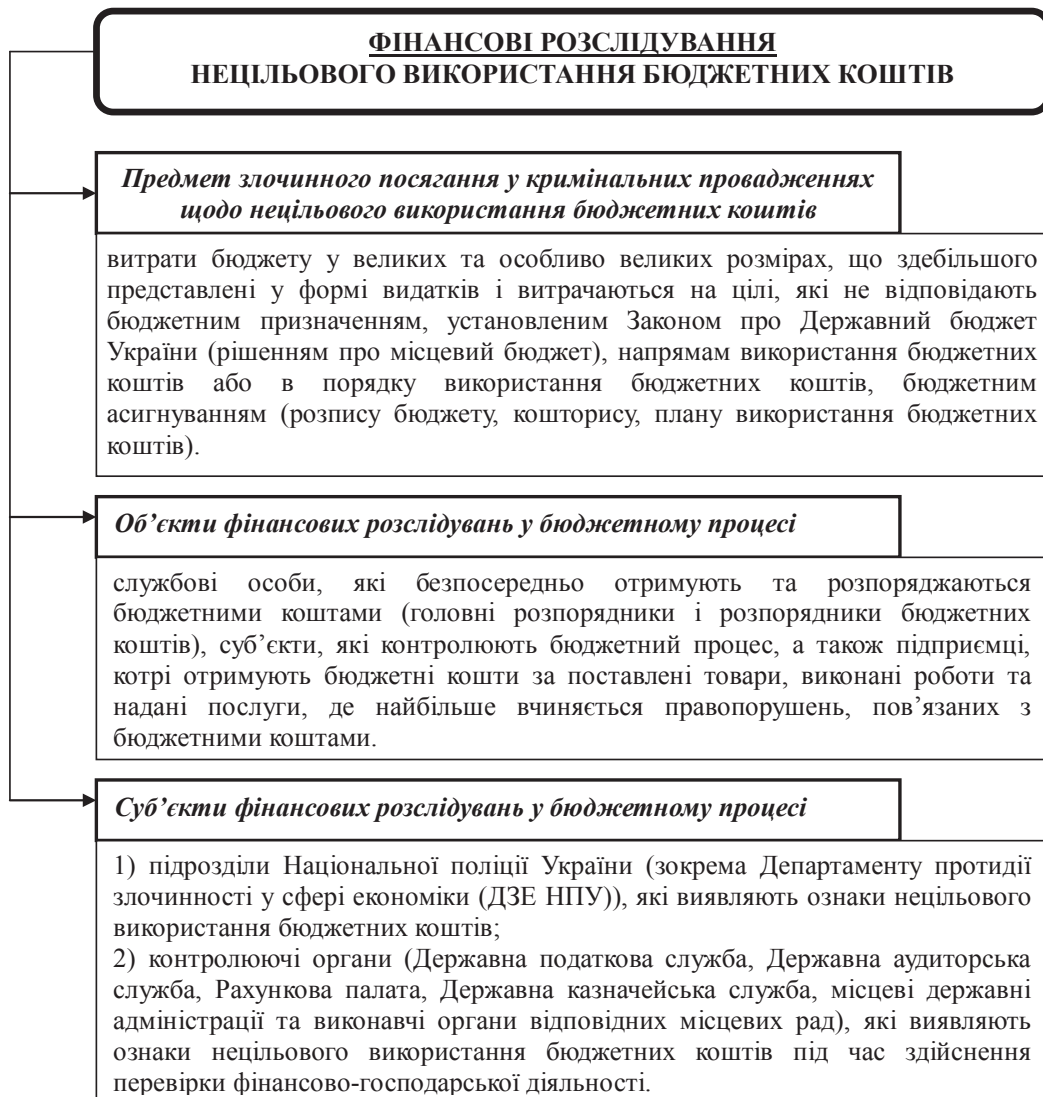 ФІНАНСОВІ РОЗСЛІДУВАННЯ
НЕЦІЛЬОВОГО ВИКОРИСТАННЯ БЮДЖЕТНИХ КОШТІВ
Предмет злочинного посягання у кримінальних провадженнях
щодо нецільового використання бюджетних коштів
витрати бюджету у великих та особливо великих розмірах, що здебільшого
представлені у формі видатків і витрачаються на цілі, які не відповідають
бюджетним призначенням, установленим Законом про Державний бюджет
України (рішенням про місцевий бюджет), напрямам використання бюджетних
коштів або в порядку використання бюджетних коштів, бюджетним
асигнуванням (розпису бюджету, кошторису, плану використання бюджетних
коштів).
Об’єкти фінансових розслідувань у бюджетному процесі
службові особи, які безпосередньо отримують та розпоряджаються
бюджетними коштами (головні розпорядники і розпорядники бюджетних
коштів), суб’єкти, які контролюють бюджетний процес, а також підприємці,
котрі отримують бюджетні кошти за поставлені товари, виконані роботи та
надані послуги, де найбільше вчиняється правопорушень, пов’язаних з
бюджетними коштами.
Суб’єкти фінансових розслідувань у бюджетному процесі
1) підрозділи Національної поліції України (зокрема Департаменту протидії
злочинності у сфері економіки (ДЗЕ НПУ)), які виявляють ознаки нецільового
використання бюджетних коштів;
2) контролюючі органи (Державна податкова служба, Державна аудиторська
служба, Рахункова палата, Державна казначейська служба, місцеві державні
адміністрації та виконавчі органи відповідних місцевих рад), які виявляють
ознаки нецільового використання бюджетних коштів під час здійснення
перевірки фінансово-господарської діяльності.